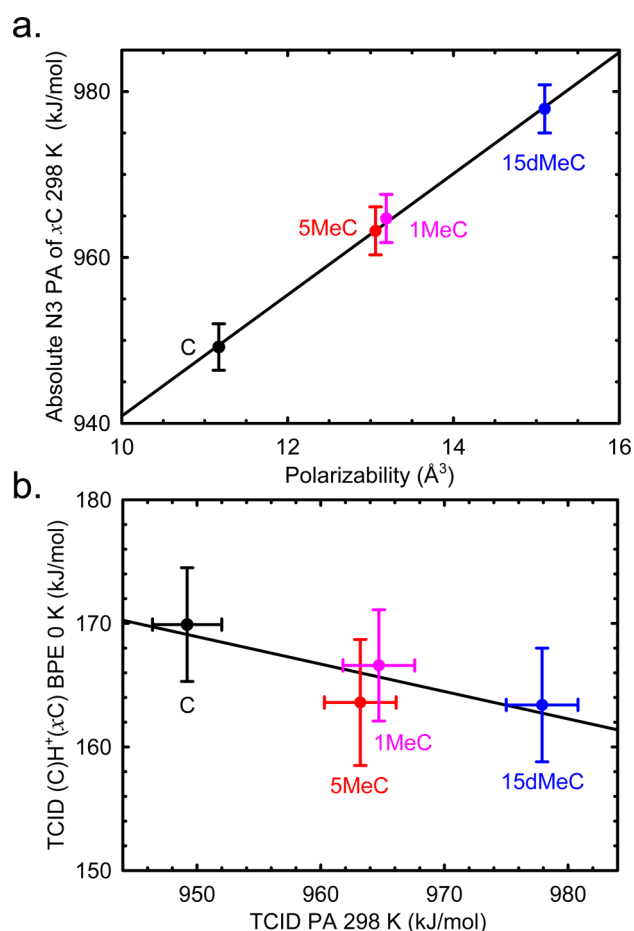 a.
Absolute N3 PA of xC 298 K (kJ/mol)
980
960
940
15dMeC
5MeC
1MeC
C
10
12
14
16
Polarizability (Å³)
b.
TCID (C)H⁺(xC) BPE 0 K (kJ/mol)
180
170
160
150
C
1MeC
5MeC
15dMeC
950
960
970
980
TCID PA 298 K (kJ/mol)